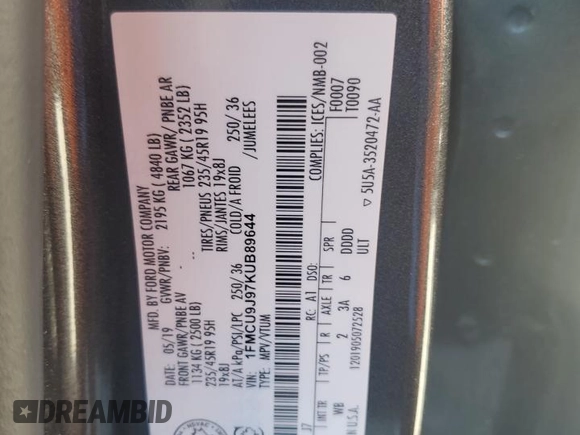 MFD. BY FORD MOTOR COMPANY
05/19 GVWR/PNBV: 2195 KG ( 4840 LB)
FRONT GAWR/PNBE AV REAR GAWR/ PNBE AR
1134 KG ( 2500 LB) 1067 KG ( 2352 LB)
235/45R19 95H TIRES/PNEUS 235/45R19 95H
19x8J RIMS/JANTES 19x8J
AT/A kPa/PSI/LPC 250/ 36 COLD/A FROID 250/ 36
VIN: 1FMCU9J97KUB89644 /JUMELEES
TYPE: MPV/VTUM
COMPLIES: ICES/NMB-002
F0007
T0090
J7 RC: A1 DSO:
INT TR TP/PS R AXLE TR SPR
WB 2 3A 6 DDDD
U.S.A. 1201905072528 ULT
▽ 5U5A-3520472-AA
DREAMBID